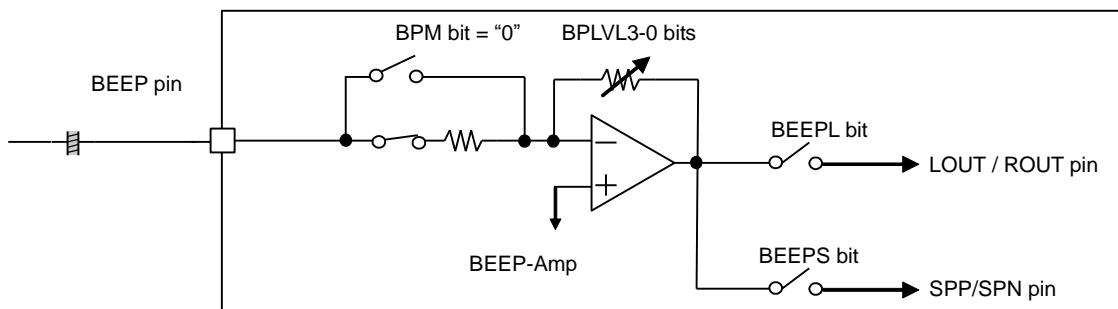 BPM bit = “0”
BPLVL3-0 bits
BEEP pin
BEEPL bit
−
LOUT / ROUT pin
+
BEEP-Amp
BEEPS bit
SPP/SPN pin